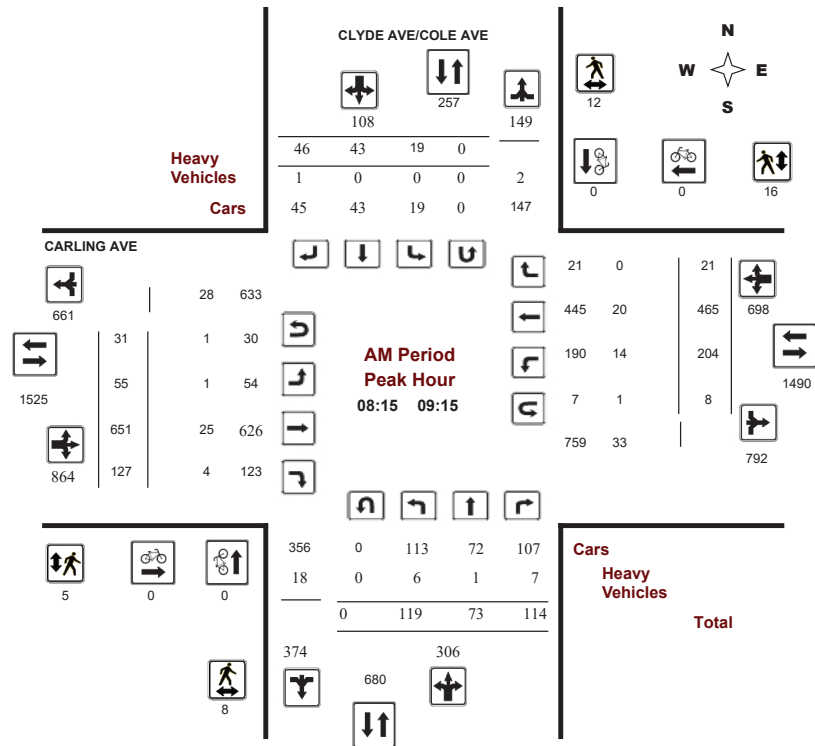 CLYDE AVE/COLE AVE
N
W E
S
257
12
108 149
46 43 19 0
Heavy
Vehicles
1 0 0 0 2
Cars 45 43 19 0 147
0 0 16
CARLING AVE
661 28 633
21 0 21
698
31 1 30
445 20 465
1525
AM Period
Peak Hour
08:15 09:15
190 14 204
1490
55 1 54
7 1 8
651 25 626
759 33
792
864 127 4 123
356 0 113 72 107 Cars
18 0 6 1 7 Heavy
Vehicles
5 0 0
0 119 73 114 Total
374 306
680
8